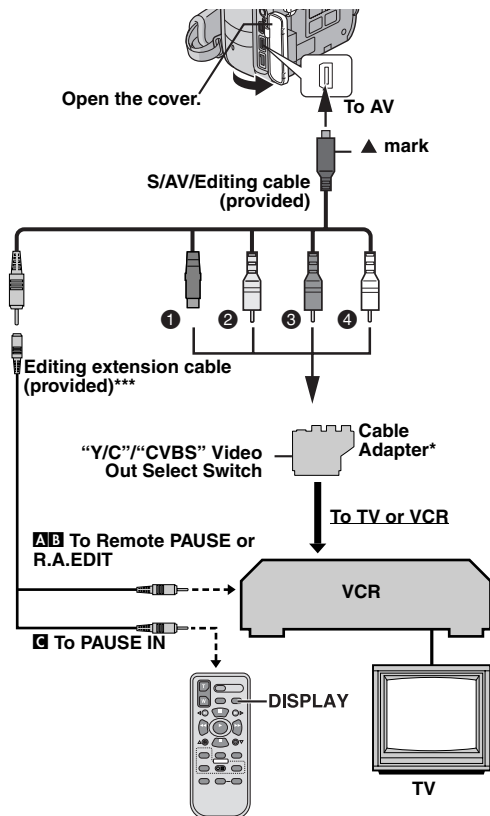 Open the cover.
To AV
▲ mark
S/AV/Editing cable
(provided)
❶ ❷ ❸ ❹
Editing extension cable
(provided)***
Cable
Adapter*
“Y/C”/“CVBS” Video
Out Select Switch
To TV or VCR
A B To Remote PAUSE or
R.A.EDIT
VCR
C To PAUSE IN
DISPLAY
TV